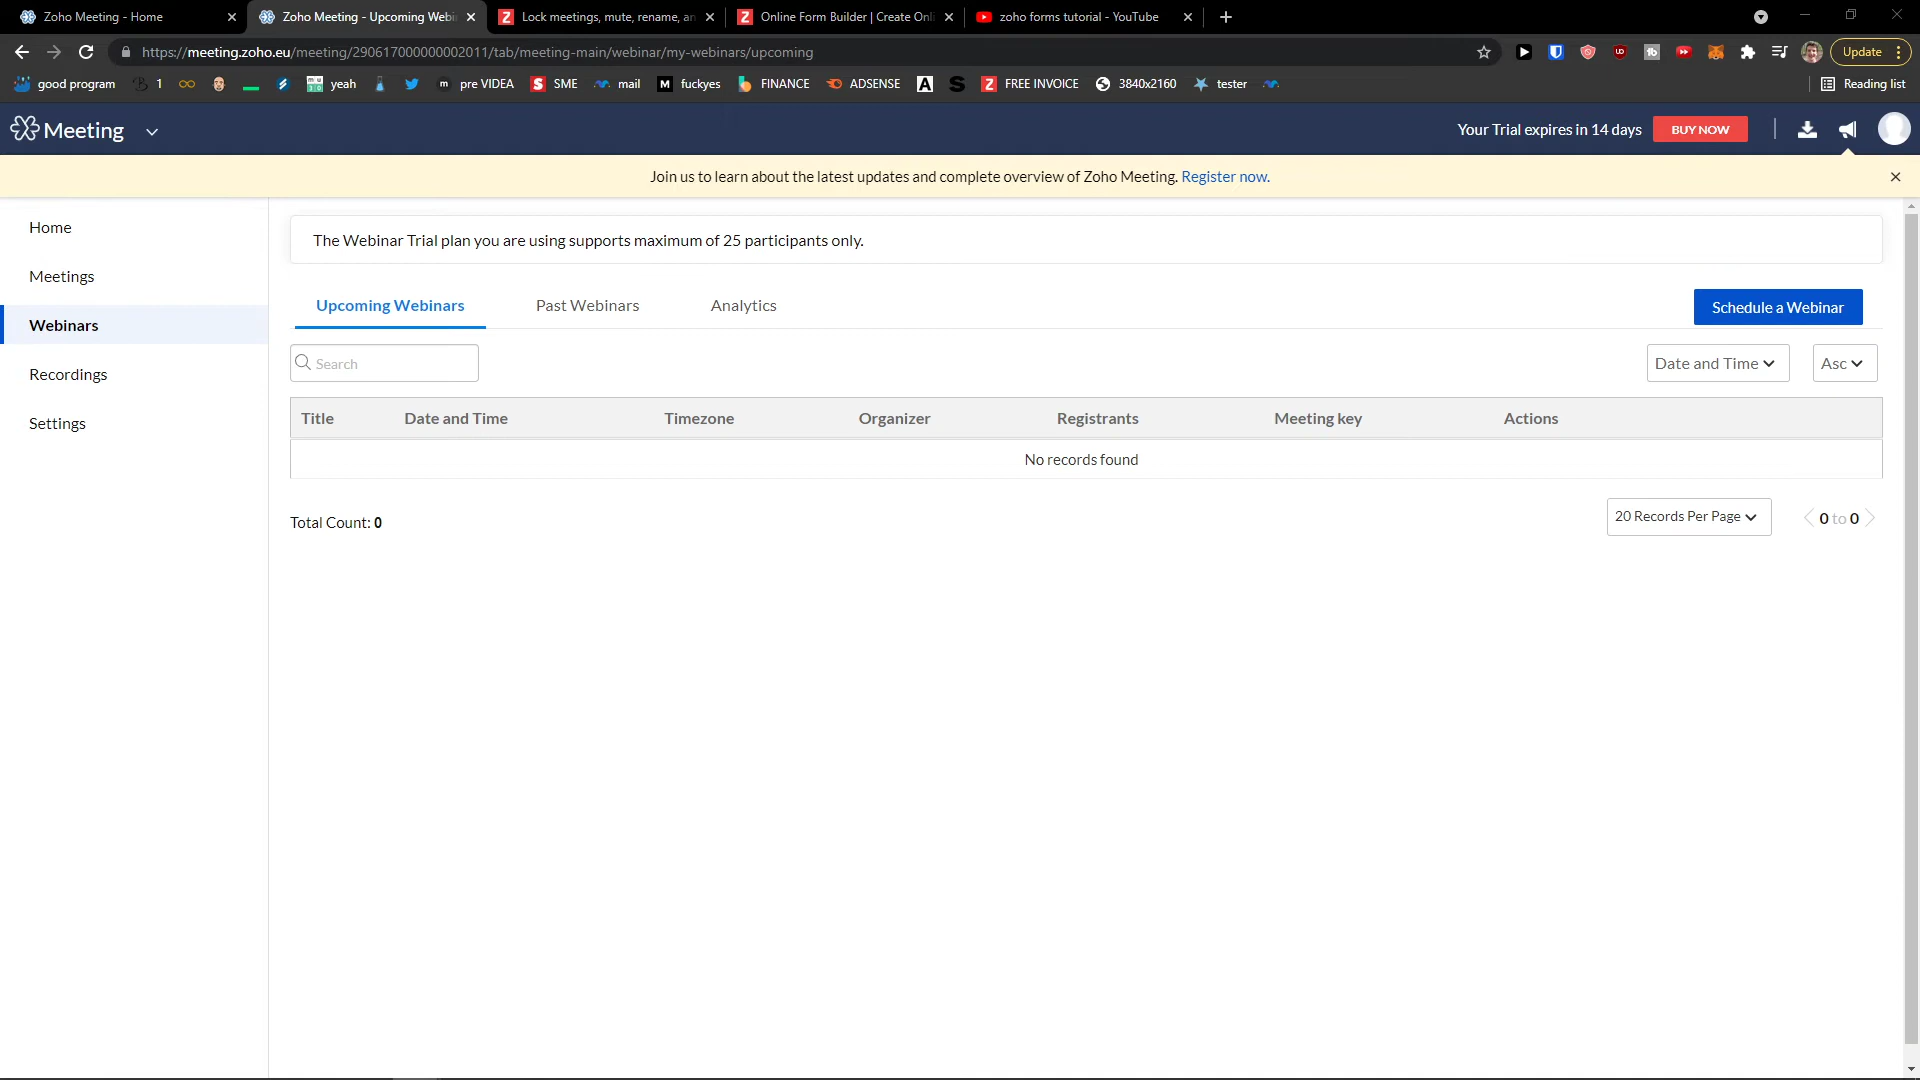 Zoho Meeting - Home
Zoho Meeting - Upcoming Webi
Lock meetings, mute, rename, an
Online Form Builder | Create Onli
zoho forms tutorial - YouTube
https://meeting.zoho.eu/meeting/290617000000002011/tab/meeting-main/webinar/my-webinars/upcoming
Update
good program
1
yeah
pre VIDEA
SME
mail
fuckyes
FINANCE
ADSENSE
FREE INVOICE
3840x2160
tester
Reading list
Meeting
Your Trial expires in 14 days
BUY NOW
Join us to learn about the latest updates and complete overview of Zoho Meeting. Register now.
Home
Meetings
Webinars
Recordings
Settings
The Webinar Trial plan you are using supports maximum of 25 participants only.
Upcoming Webinars
Past Webinars
Analytics
Schedule a Webinar
Search
Date and Time
Asc
Title Date and Time Timezone Organizer Registrants Meeting key Actions
No records found
Total Count: 0
20 Records Per Page
0 to 0